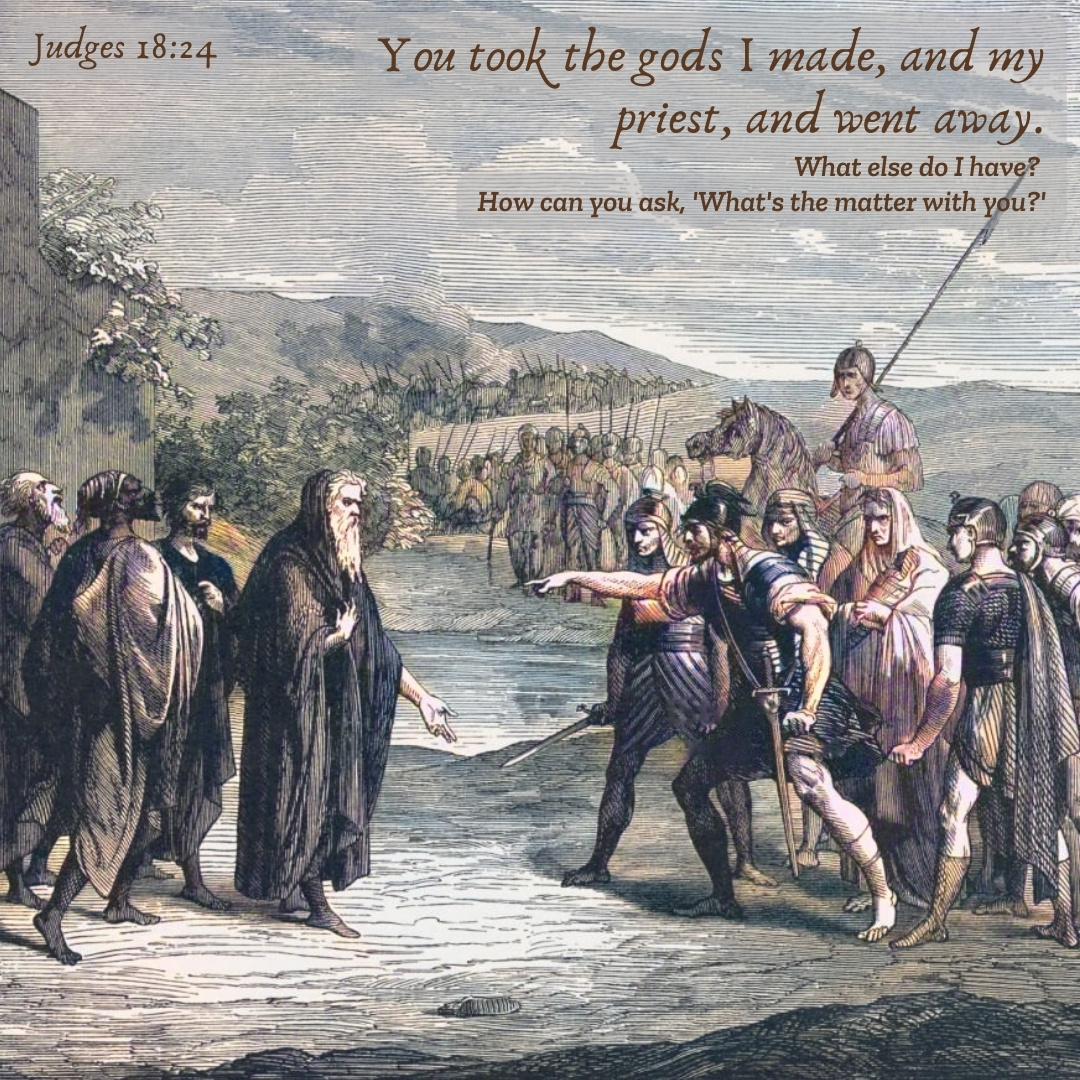 Judges 18:24
You took the gods I made, and my
priest, and went away.
What else do I have?
How can you ask, 'What's the matter with you?'